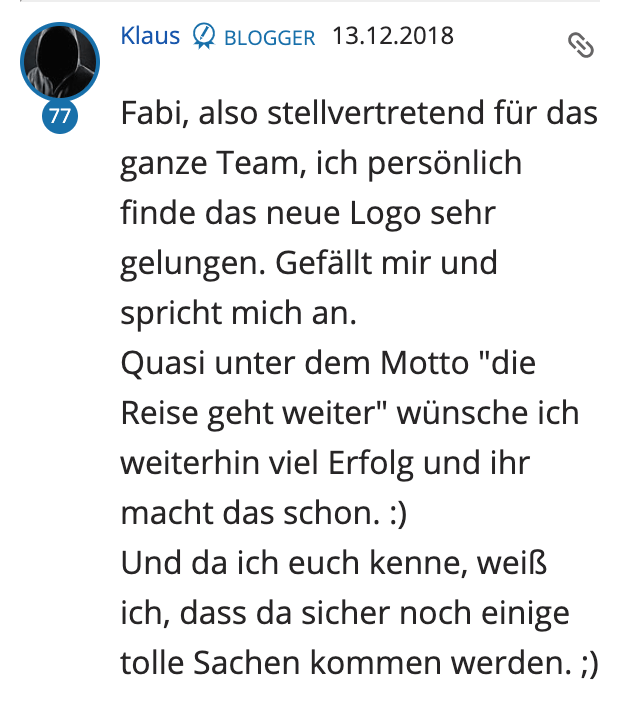 Klaus BLOGGER 13.12.2018
77
Fabi, also stellvertretend für das
ganze Team, ich persönlich
finde das neue Logo sehr
gelungen. Gefällt mir und
spricht mich an.
Quasi unter dem Motto "die
Reise geht weiter" wünsche ich
weiterhin viel Erfolg und ihr
macht das schon. :)
Und da ich euch kenne, weiß
ich, dass da sicher noch einige
tolle Sachen kommen werden. ;)